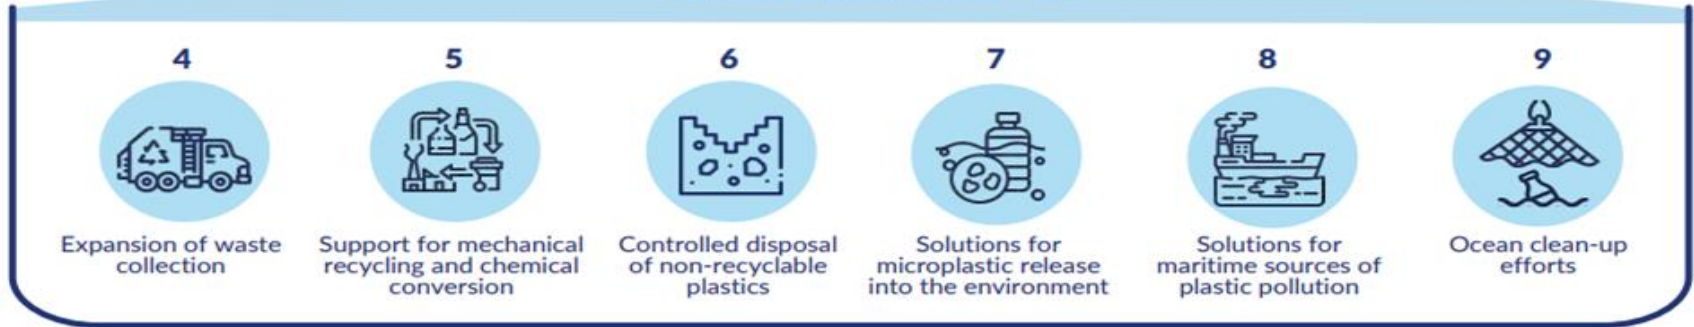 4
Expansion of waste
collection
5
Support for mechanical
recycling and chemical
conversion
6
Controlled disposal
of non-recyclable
plastics
7
Solutions for
microplastic release
into the environment
8
Solutions for
maritime sources of
plastic pollution
9
Ocean clean-up
efforts